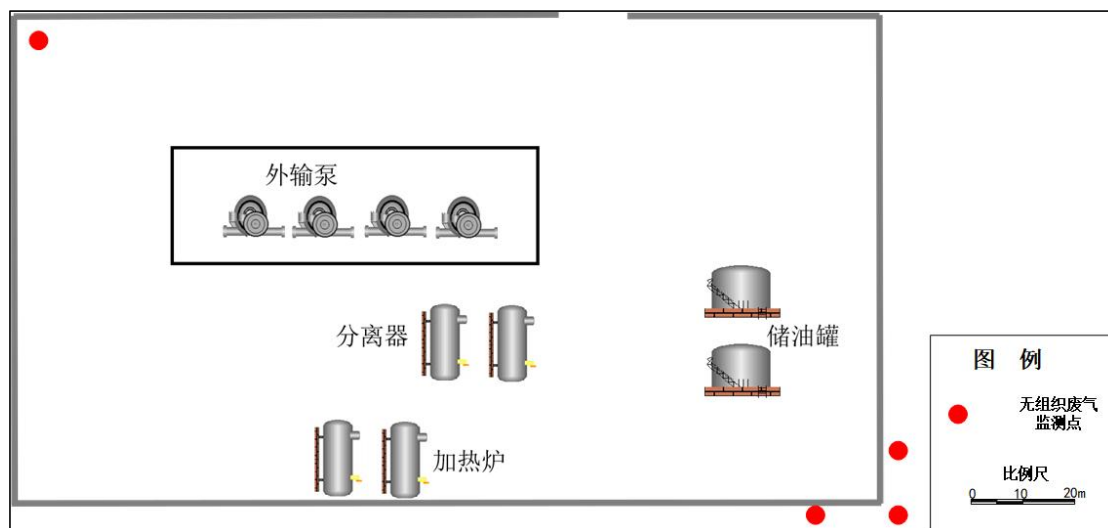 外输泵
分离器
储油罐
加热炉
图 例
无组织废气
监测点
比例尺
0 10 20m